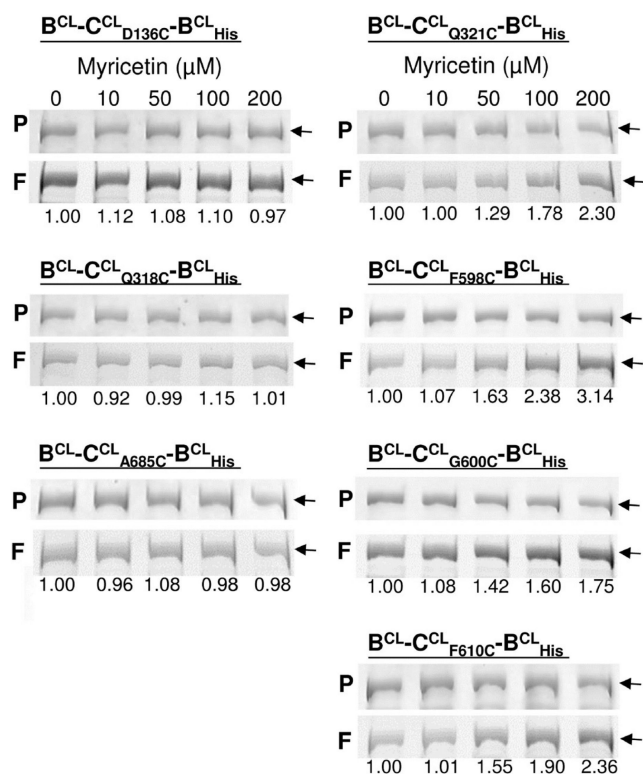 B^CL-C^CL_D136C-B^CL_His
Myricetin (µM)
0 10 50 100 200
P
F
1.00 1.12 1.08 1.10 0.97
B^CL-C^CL_Q318C-B^CL_His
P
F
1.00 0.92 0.99 1.15 1.01
B^CL-C^CL_A685C-B^CL_His
P
F
1.00 0.96 1.08 0.98 0.98
B^CL-C^CL_Q321C-B^CL_His
Myricetin (µM)
0 10 50 100 200
P
F
1.00 1.00 1.29 1.78 2.30
B^CL-C^CL_F598C-B^CL_His
P
F
1.00 1.07 1.63 2.38 3.14
B^CL-C^CL_G600C-B^CL_His
P
F
1.00 1.08 1.42 1.60 1.75
B^CL-C^CL_F610C-B^CL_His
P
F
1.00 1.01 1.55 1.90 2.36